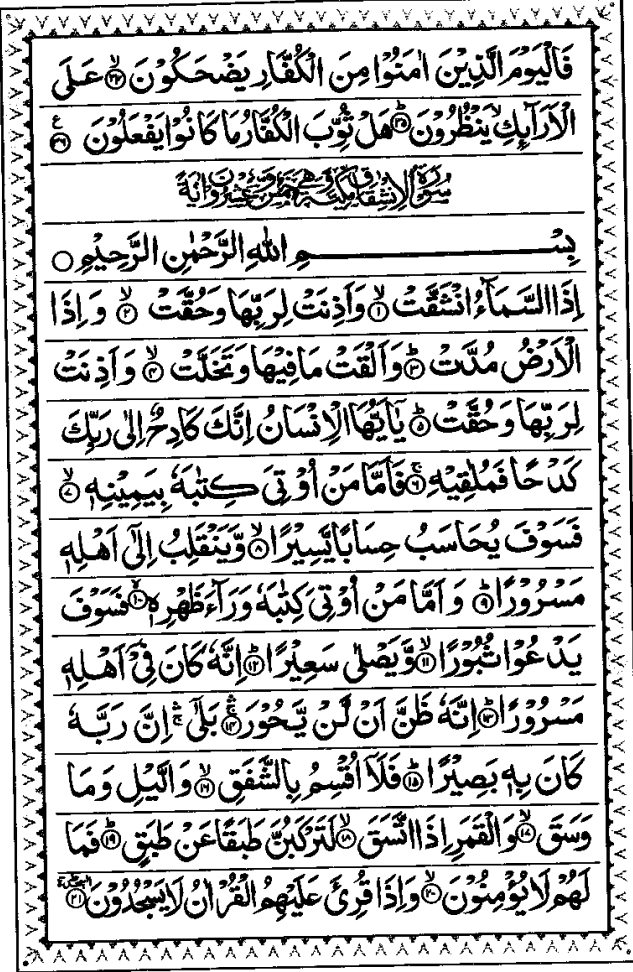 فَالْيَوْمَ الَّذِيْنَ اٰمَنُوْا مِنَ الْكُفَّارِ يَضْحَكُوْنَ ۙ﴿۳۴﴾ عَلَى
الْاَرَآىِٕكِ ۙ يَنْظُرُوْنَ ؕ﴿۳۵﴾ هَلْ ثُوِّبَ الْكُفَّارُ مَا كَانُوْا يَفْعَلُوْنَ ﴿۳۶﴾ ع
سُوْرَةُ الْاِنْشِقَاقِ مَكِّيَّةٌ وَّهِيَ خَمْسٌ وَّعِشْرُوْنَ اٰيَةً
بِسْمِ اللّٰهِ الرَّحْمٰنِ الرَّحِيْمِ ○
اِذَا السَّمَآءُ انْشَقَّتْ ۙ﴿۱﴾ وَاَذِنَتْ لِرَبِّهَا وَحُقَّتْ ۙ﴿۲﴾ وَاِذَا
الْاَرْضُ مُدَّتْ ؕ﴿۳﴾ وَاَلْقَتْ مَا فِيْهَا وَتَخَلَّتْ ۙ﴿۴﴾ وَاَذِنَتْ
لِرَبِّهَا وَحُقَّتْ ؕ﴿۵﴾ يٰۤاَيُّهَا الْاِنْسَانُ اِنَّكَ كَادِحٌ اِلٰى رَبِّكَ
كَدْحًا فَمُلٰقِيْهِ ۚ﴿۶﴾ فَاَمَّا مَنْ اُوْتِيَ كِتٰبَهٗ بِيَمِيْنِهٖ ۙ﴿۷﴾
فَسَوْفَ يُحَاسَبُ حِسَابًا يَّسِيْرًا ۙ﴿۸﴾ وَّيَنْقَلِبُ اِلٰۤى اَهْلِهٖ
مَسْرُوْرًا ؕ﴿۹﴾ وَاَمَّا مَنْ اُوْتِيَ كِتٰبَهٗ وَرَآءَ ظَهْرِهٖ ۙ﴿۱۰﴾ فَسَوْفَ
يَدْعُوْا ثُبُوْرًا ۙ﴿۱۱﴾ وَّيَصْلٰى سَعِيْرًا ؕ﴿۱۲﴾ اِنَّهٗ كَانَ فِيْۤ اَهْلِهٖ
مَسْرُوْرًا ؕ﴿۱۳﴾ اِنَّهٗ ظَنَّ اَنْ لَّنْ يَّحُوْرَ ۚۛ﴿۱۴﴾ بَلٰۤى ۚۛ اِنَّ رَبَّهٗ
كَانَ بِهٖ بَصِيْرًا ؕ﴿۱۵﴾ فَلَاۤ اُقْسِمُ بِالشَّفَقِ ۙ﴿۱۶﴾ وَالَّيْلِ وَمَا
وَسَقَ ۙ﴿۱۷﴾ وَالْقَمَرِ اِذَا اتَّسَقَ ۙ﴿۱۸﴾ لَتَرْكَبُنَّ طَبَقًا عَنْ طَبَقٍ ؕ﴿۱۹﴾ فَمَا
لَهُمْ لَا يُؤْمِنُوْنَ ۙ﴿۲۰﴾ وَاِذَا قُرِئَ عَلَيْهِمُ الْقُرْاٰنُ لَا يَسْجُدُوْنَ ؕ﴿۲۱﴾ السجدة